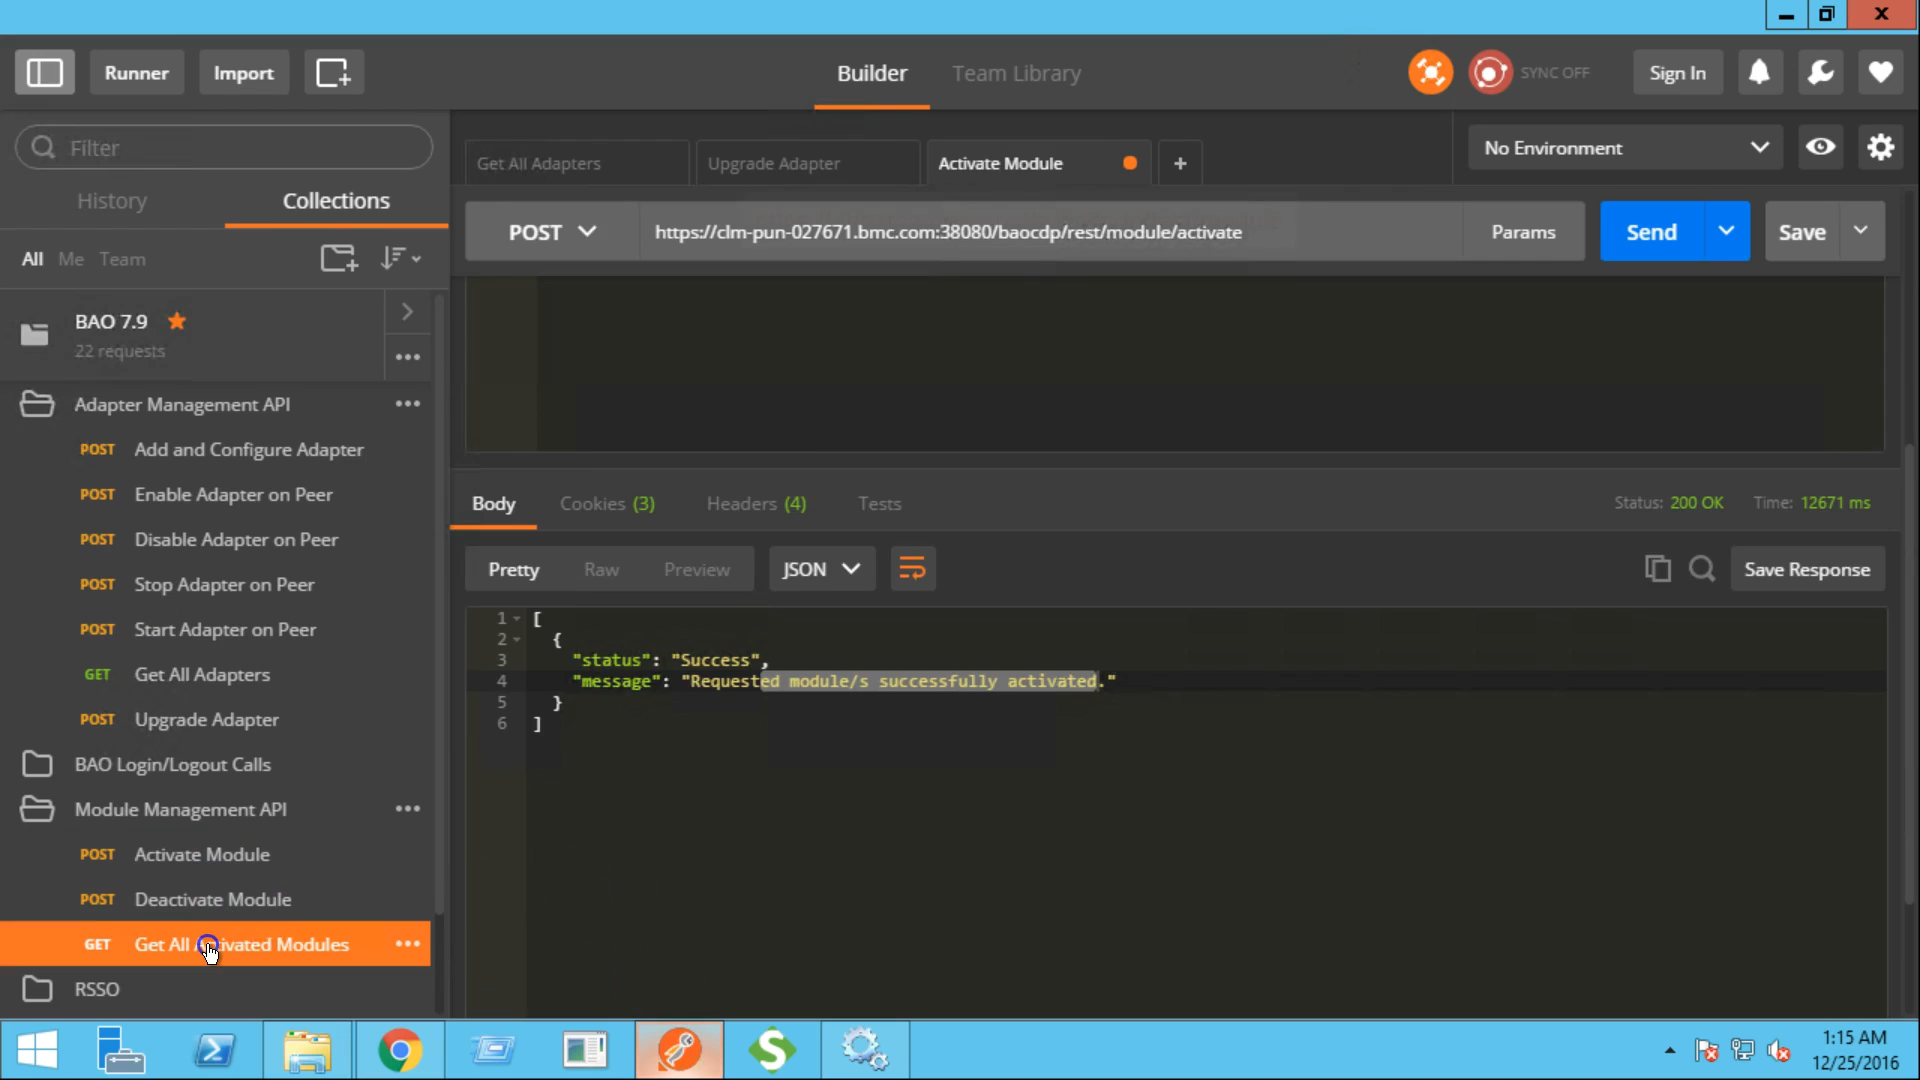 Runner
Import
Builder
Team Library
SYNC OFF
Sign In
Filter
History
Collections
All
Me
Team
BAO 7.9
22 requests
Adapter Management API
POST Add and Configure Adapter
POST Enable Adapter on Peer
POST Disable Adapter on Peer
POST Stop Adapter on Peer
POST Start Adapter on Peer
GET Get All Adapters
POST Upgrade Adapter
BAO Login/Logout Calls
Module Management API
POST Activate Module
POST Deactivate Module
GET Get All Activated Modules
RSSO
Get All Adapters
Upgrade Adapter
Activate Module
No Environment
POST
https://clm-pun-027671.bmc.com:38080/baocdp/rest/module/activate
Params
Send
Save
Body
Cookies (3)
Headers (4)
Tests
Status: 200 OK
Time: 12671 ms
Pretty
Raw
Preview
JSON
Save Response
1 [
2 {
3 "status": "Success",
4 "message": "Requested module/s successfully activated."
5 }
6 ]
1:15 AM
12/25/2016